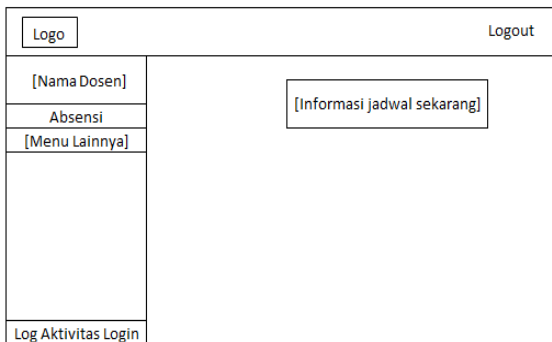 Logo
Logout
[Nama Dosen]
Absensi
[Menu Lainnya]
[Informasi jadwal sekarang]
Log Aktivitas Login